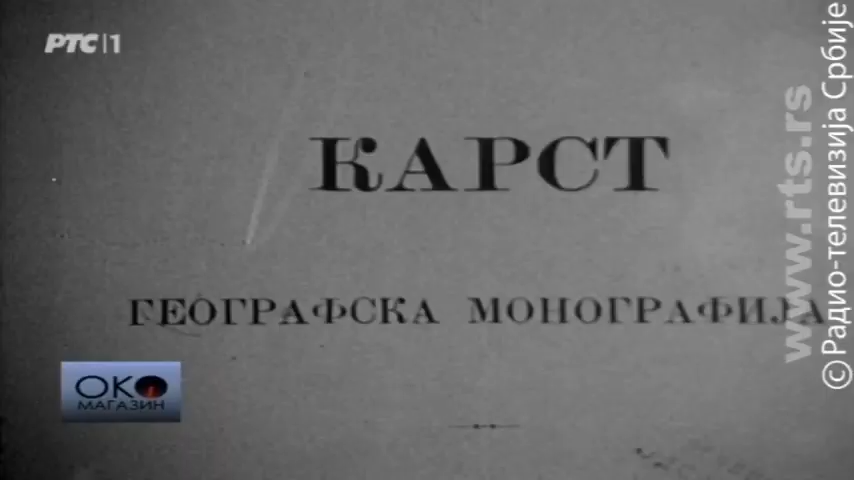 РТС|1
КАРСТ
ГЕОГРАФСКА МОНОГРАФИЈА
ОКО
МАГАЗИН
www.rts.rs
© Радио-телевизија Србије